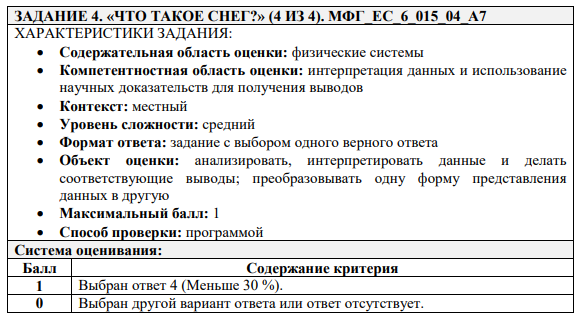 ЗАДАНИЕ 4. «ЧТО ТАКОЕ СНЕГ?» (4 ИЗ 4). МФГ_ЕС_6_015_04_А7
ХАРАКТЕРИСТИКИ ЗАДАНИЯ:
• Содержательная область оценки: физические системы
• Компетентностная область оценки: интерпретация данных и использование
научных доказательств для получения выводов
• Контекст: местный
• Уровень сложности: средний
• Формат ответа: задание с выбором одного верного ответа
• Объект оценки: анализировать, интерпретировать данные и делать
соответствующие выводы; преобразовывать одну форму представления
данных в другую
• Максимальный балл: 1
• Способ проверки: программой
Система оценивания:
Балл Содержание критерия
1 Выбран ответ 4 (Меньше 30 %).
0 Выбран другой вариант ответа или ответ отсутствует.